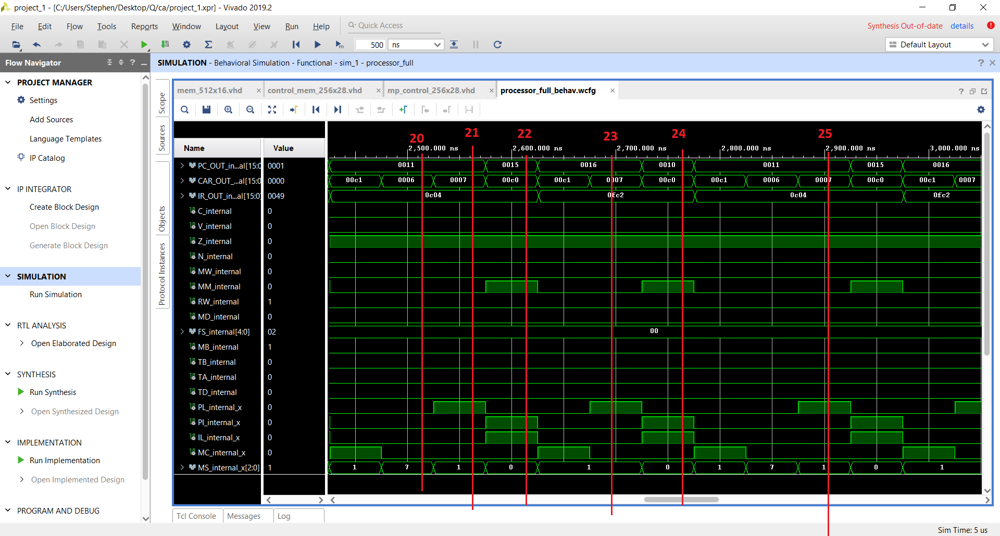 project_1 - [C:/Users/Stephen/Desktop/Q/ca/project_1.xpr] - Vivado 2019.2
File Edit Flow Tools Reports Window Layout View Run Help Quick Access
Synthesis Out-of-date details
500 ns Default Layout
Flow Navigator
SIMULATION - Behavioral Simulation - Functional - sim_1 - processor_full
PROJECT MANAGER
Settings
Add Sources
Language Templates
IP Catalog
IP INTEGRATOR
Create Block Design
Open Block Design
Generate Block Design
SIMULATION
Run Simulation
RTL ANALYSIS
Open Elaborated Design
SYNTHESIS
Run Synthesis
Open Synthesized Design
IMPLEMENTATION
Run Implementation
Open Implemented Design
PROGRAM AND DEBUG
Scope
Sources
Objects
Protocol Instances
mem_512x16.vhd control_mem_256x28.vhd mp_control_256x28.vhd processor_full_behav.wcfg
20 21 22 23 24 25
Name Value
2,500.000 ns 2,600.000 ns 2,700.000 ns 2,800.000 ns 2,900.000 ns 3,000.000 ns
PC_OUT_in...al[15:0 0001 0011 0015 0016 0010 0011 0015 0016
CAR_OUT_...al[15:0 0000 00c1 0006 0007 00c0 00c1 0007 00c0 00c1 0006 0007 00c0 00c1 0007
IR_OUT_in...al[15:0] 0049 0c04 0fc2 0c04 0fc2
C_internal 0
V_internal 0
Z_internal 0
N_internal 0
MW_internal 0
MM_internal 0
RW_internal 1
MD_internal 0
FS_internal[4:0] 02 00
MB_internal 1
TB_internal 0
TA_internal 0
TD_internal 0
PL_internal_x 0
PI_internal_x 0
IL_internal_x 0
MC_internal_x 0
MS_internal_x[2:0] 1 1 7 1 0 1 0 1 7 1 0 1
Tcl Console Messages Log
Sim Time: 5 us